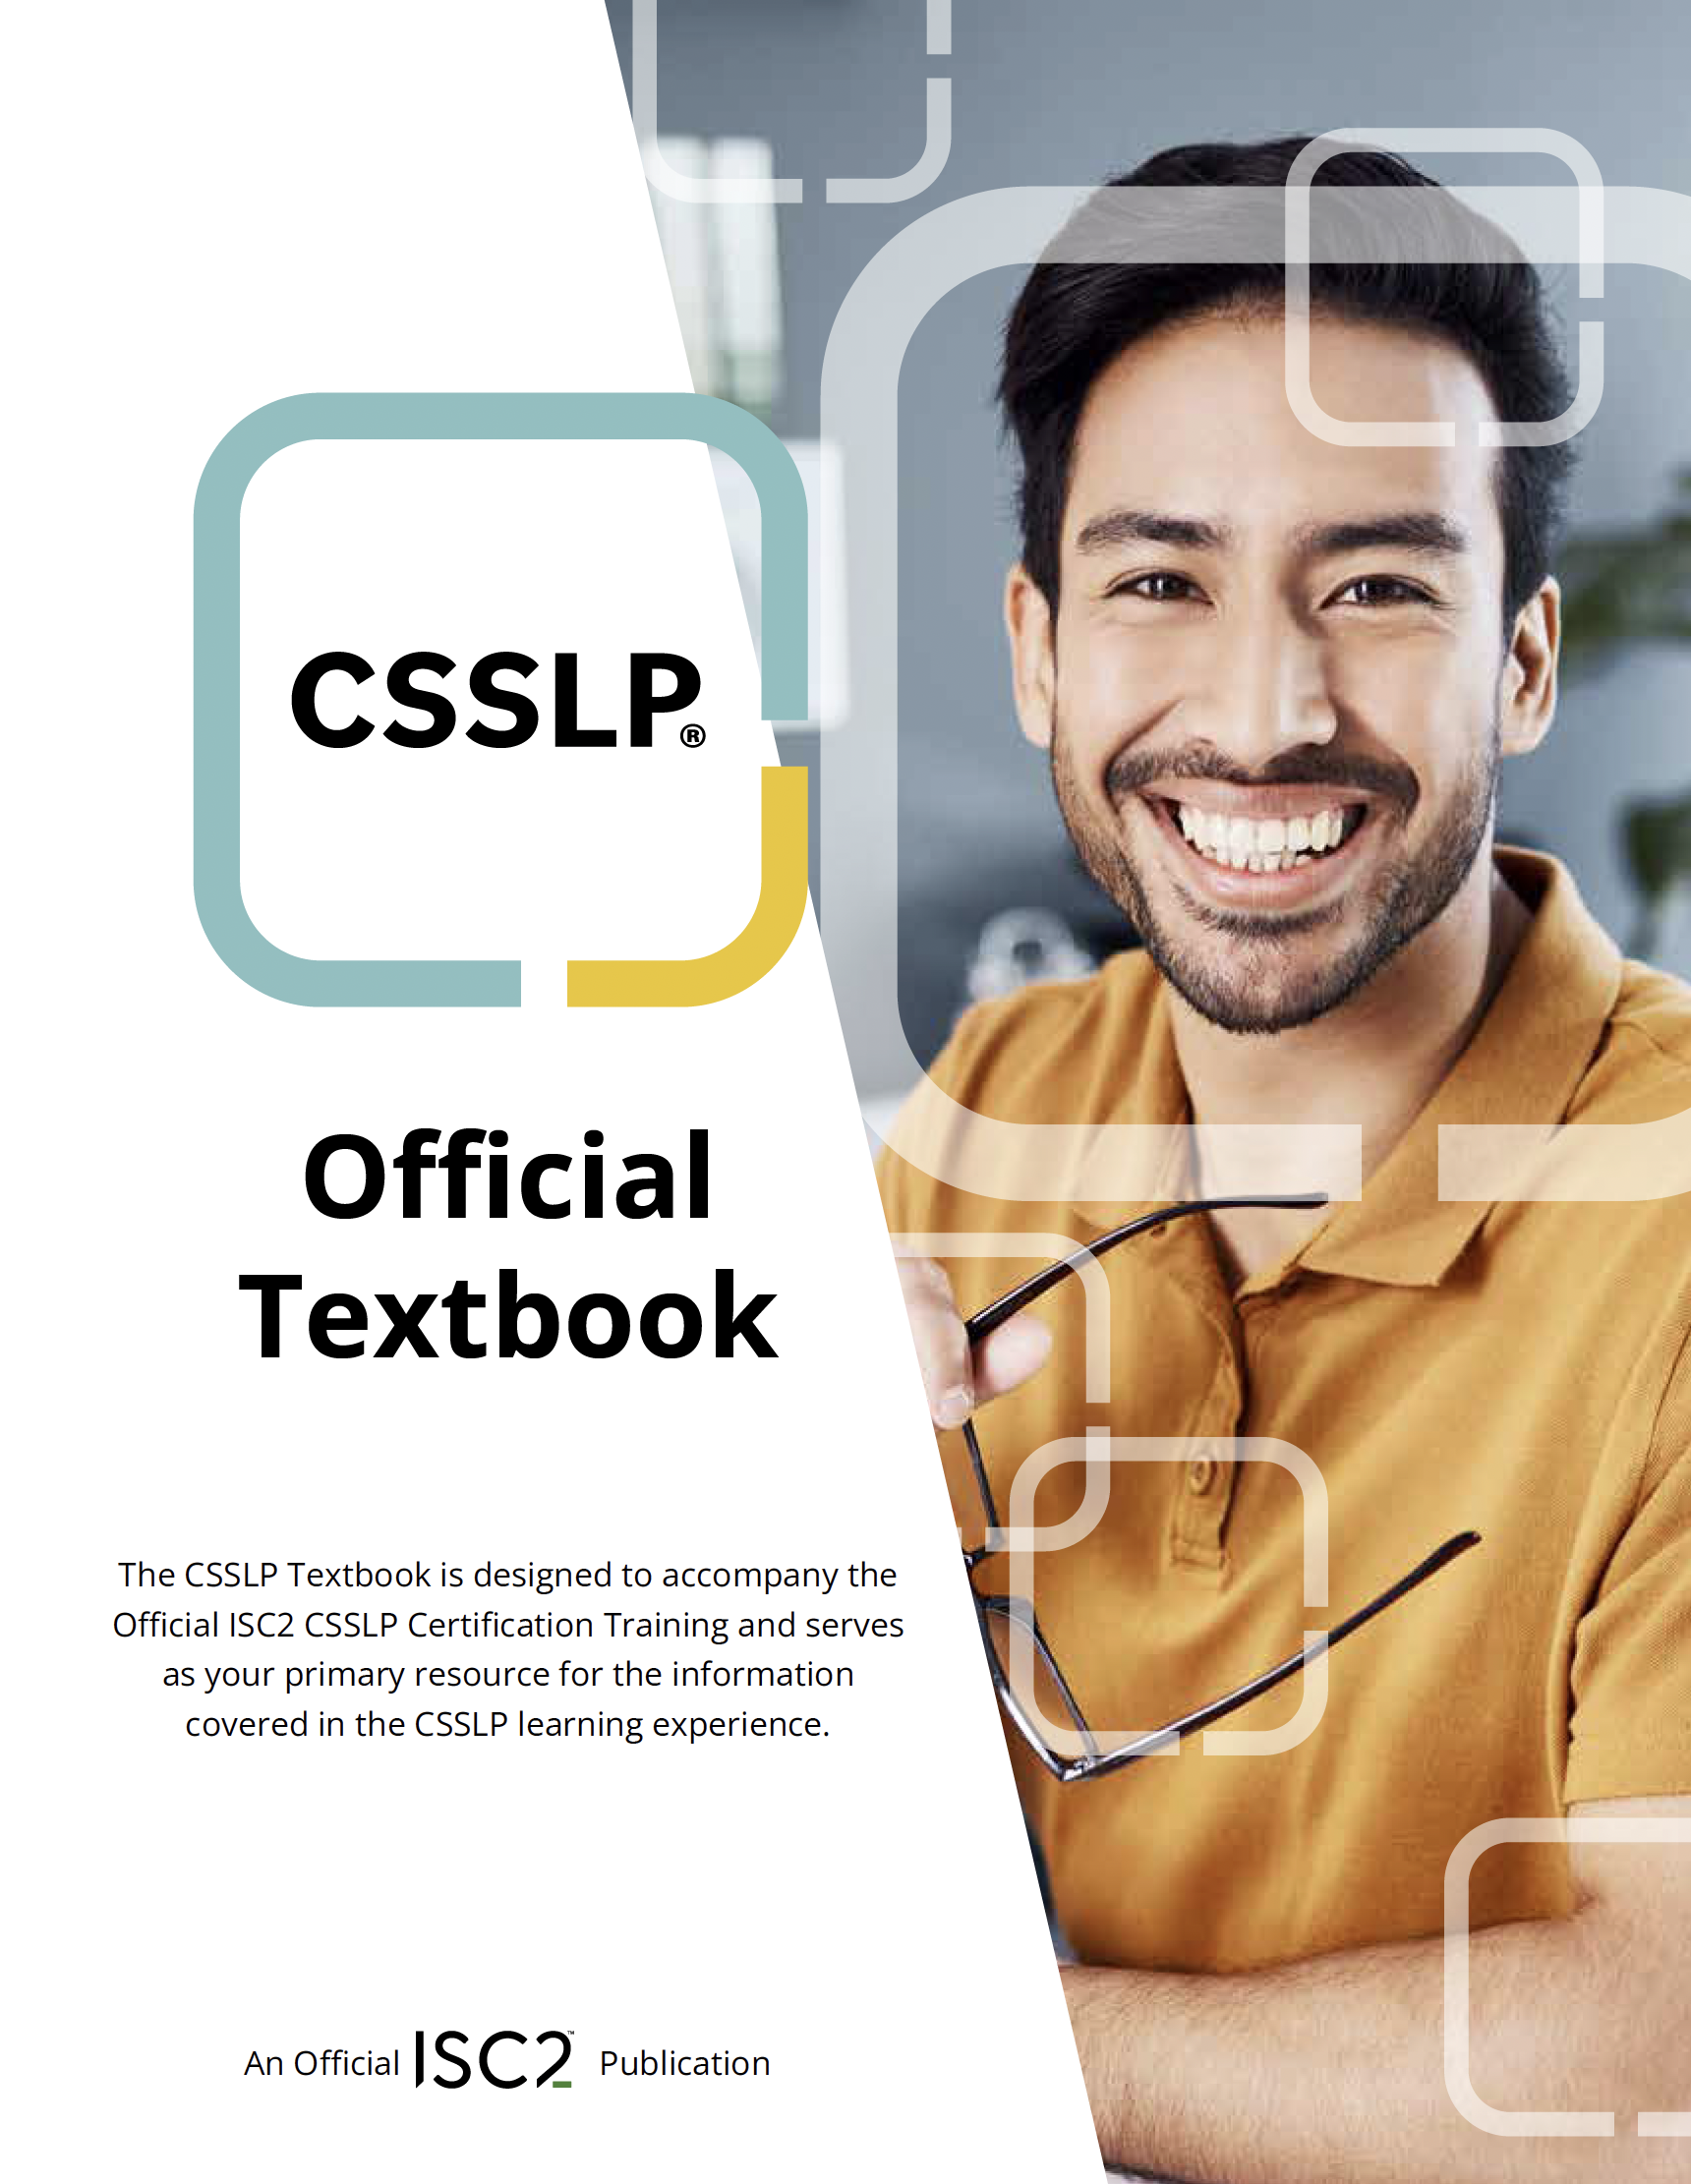 CSSLP®
Official
Textbook
The CSSLP Textbook is designed to accompany the
Official ISC2 CSSLP Certification Training and serves
as your primary resource for the information
covered in the CSSLP learning experience.
An Official ISC2™ Publication